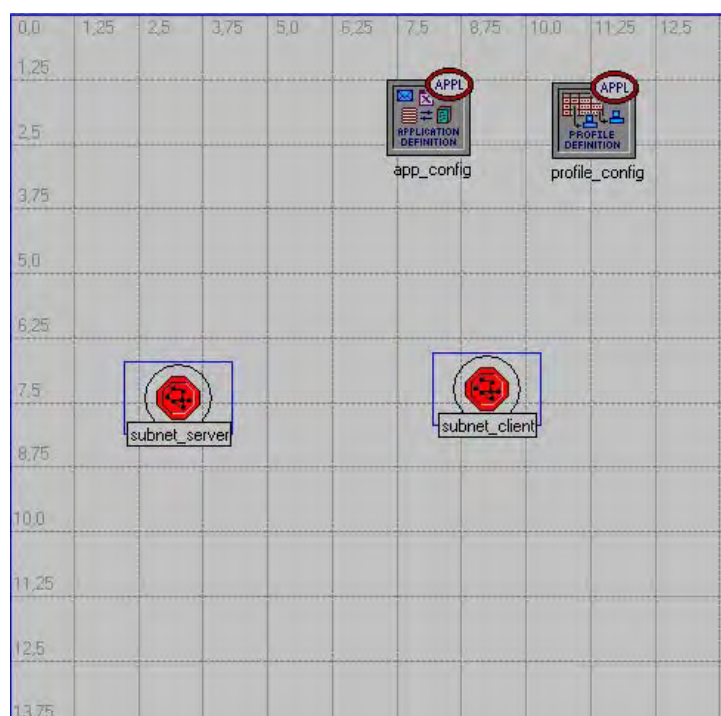 0,0 1,25 2,5 3,75 5,0 6,25 7,5 8,75 10,0 11,25 12,5
1,25
APPL APPL
2,5
APPLICATION
DEFINITION
PROFILE
DEFINITION
app_config profile_config
3,75
5,0
6,25
7,5
subnet_server subnet_client
8,75
10,0
11,25
12,5
13,75